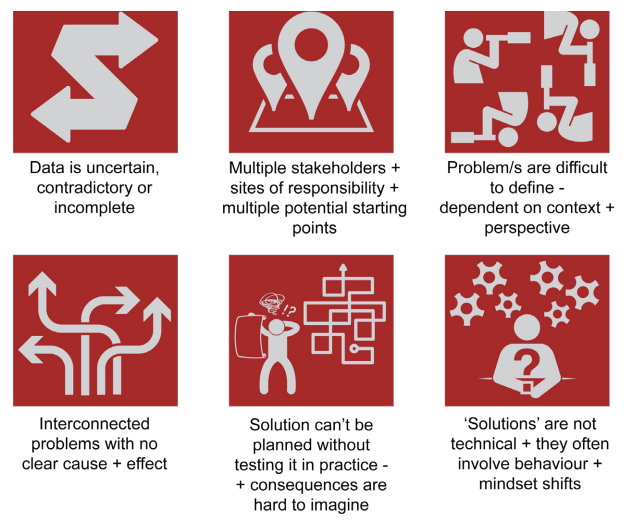 Data is uncertain,
contradictory or
incomplete
Multiple stakeholders +
sites of responsibility +
multiple potential starting
points
Problem/s are difficult
to define -
dependent on context +
perspective
Interconnected
problems with no
clear cause + effect
!?
Solution can’t be
planned without
testing it in practice -
+ consequences are
hard to imagine
?
‘Solutions’ are not
technical + they often
involve behaviour +
mindset shifts